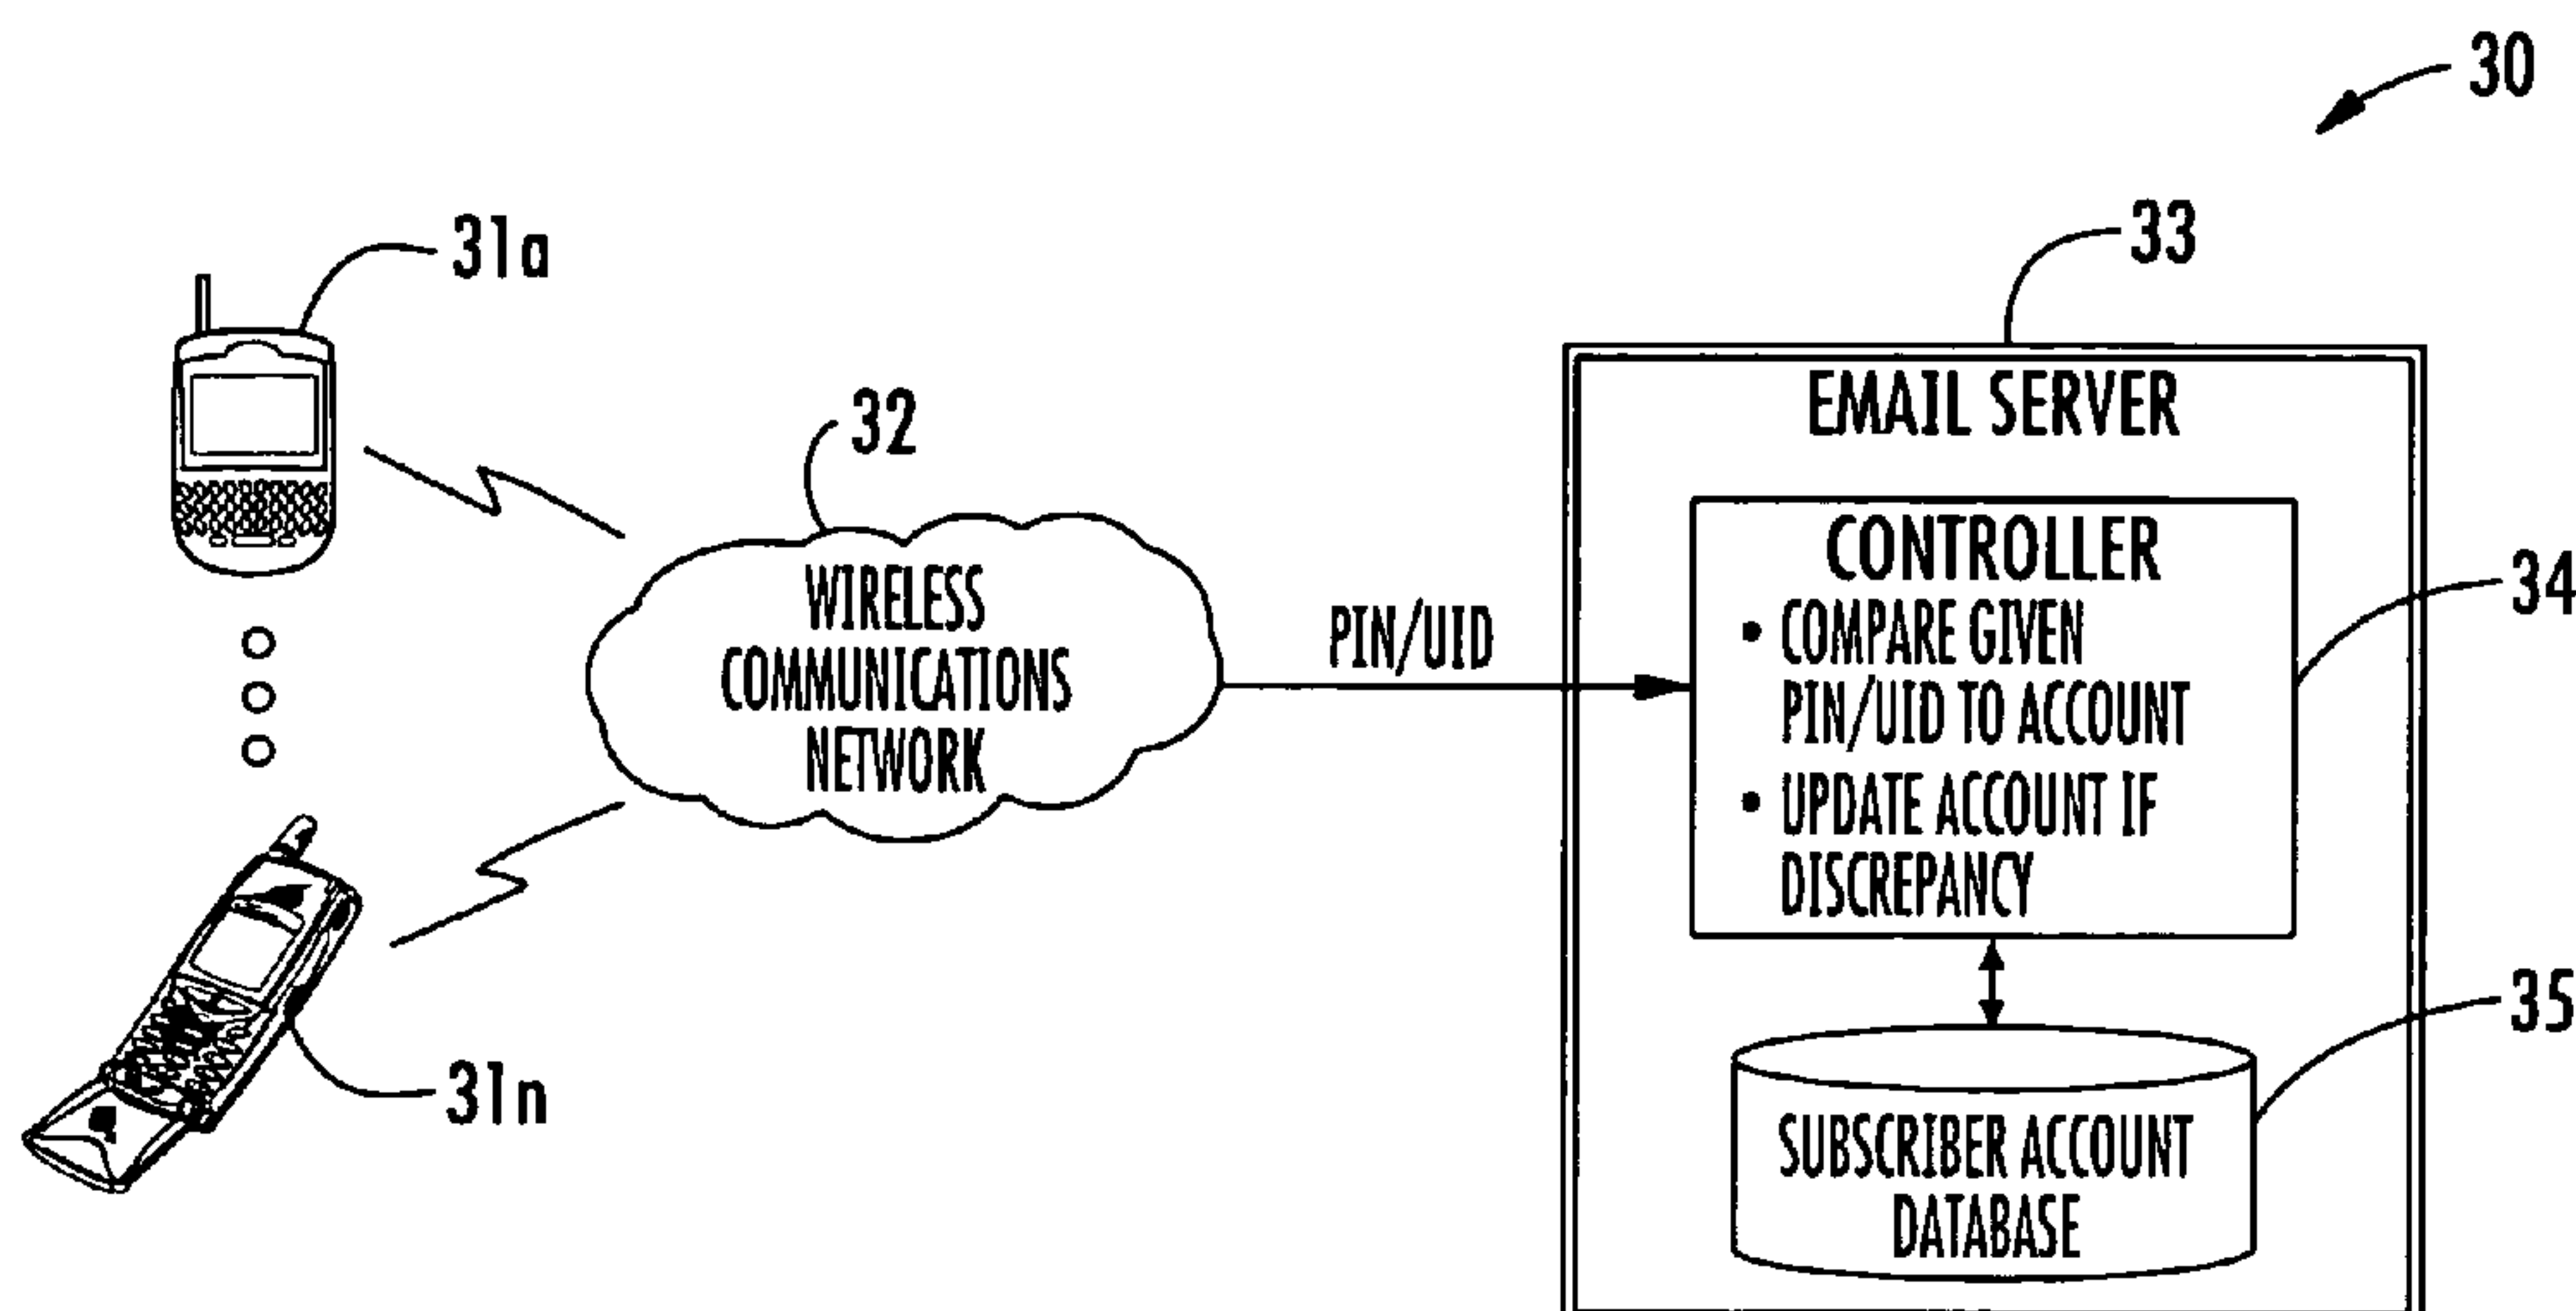 30
31a
33
32
EMAIL SERVER
CONTROLLER
• COMPARE GIVEN
PIN/UID TO ACCOUNT
• UPDATE ACCOUNT IF
DISCREPANCY
34
WIRELESS
COMMUNICATIONS
NETWORK
PIN/UID
35
31n
SUBSCRIBER ACCOUNT
DATABASE